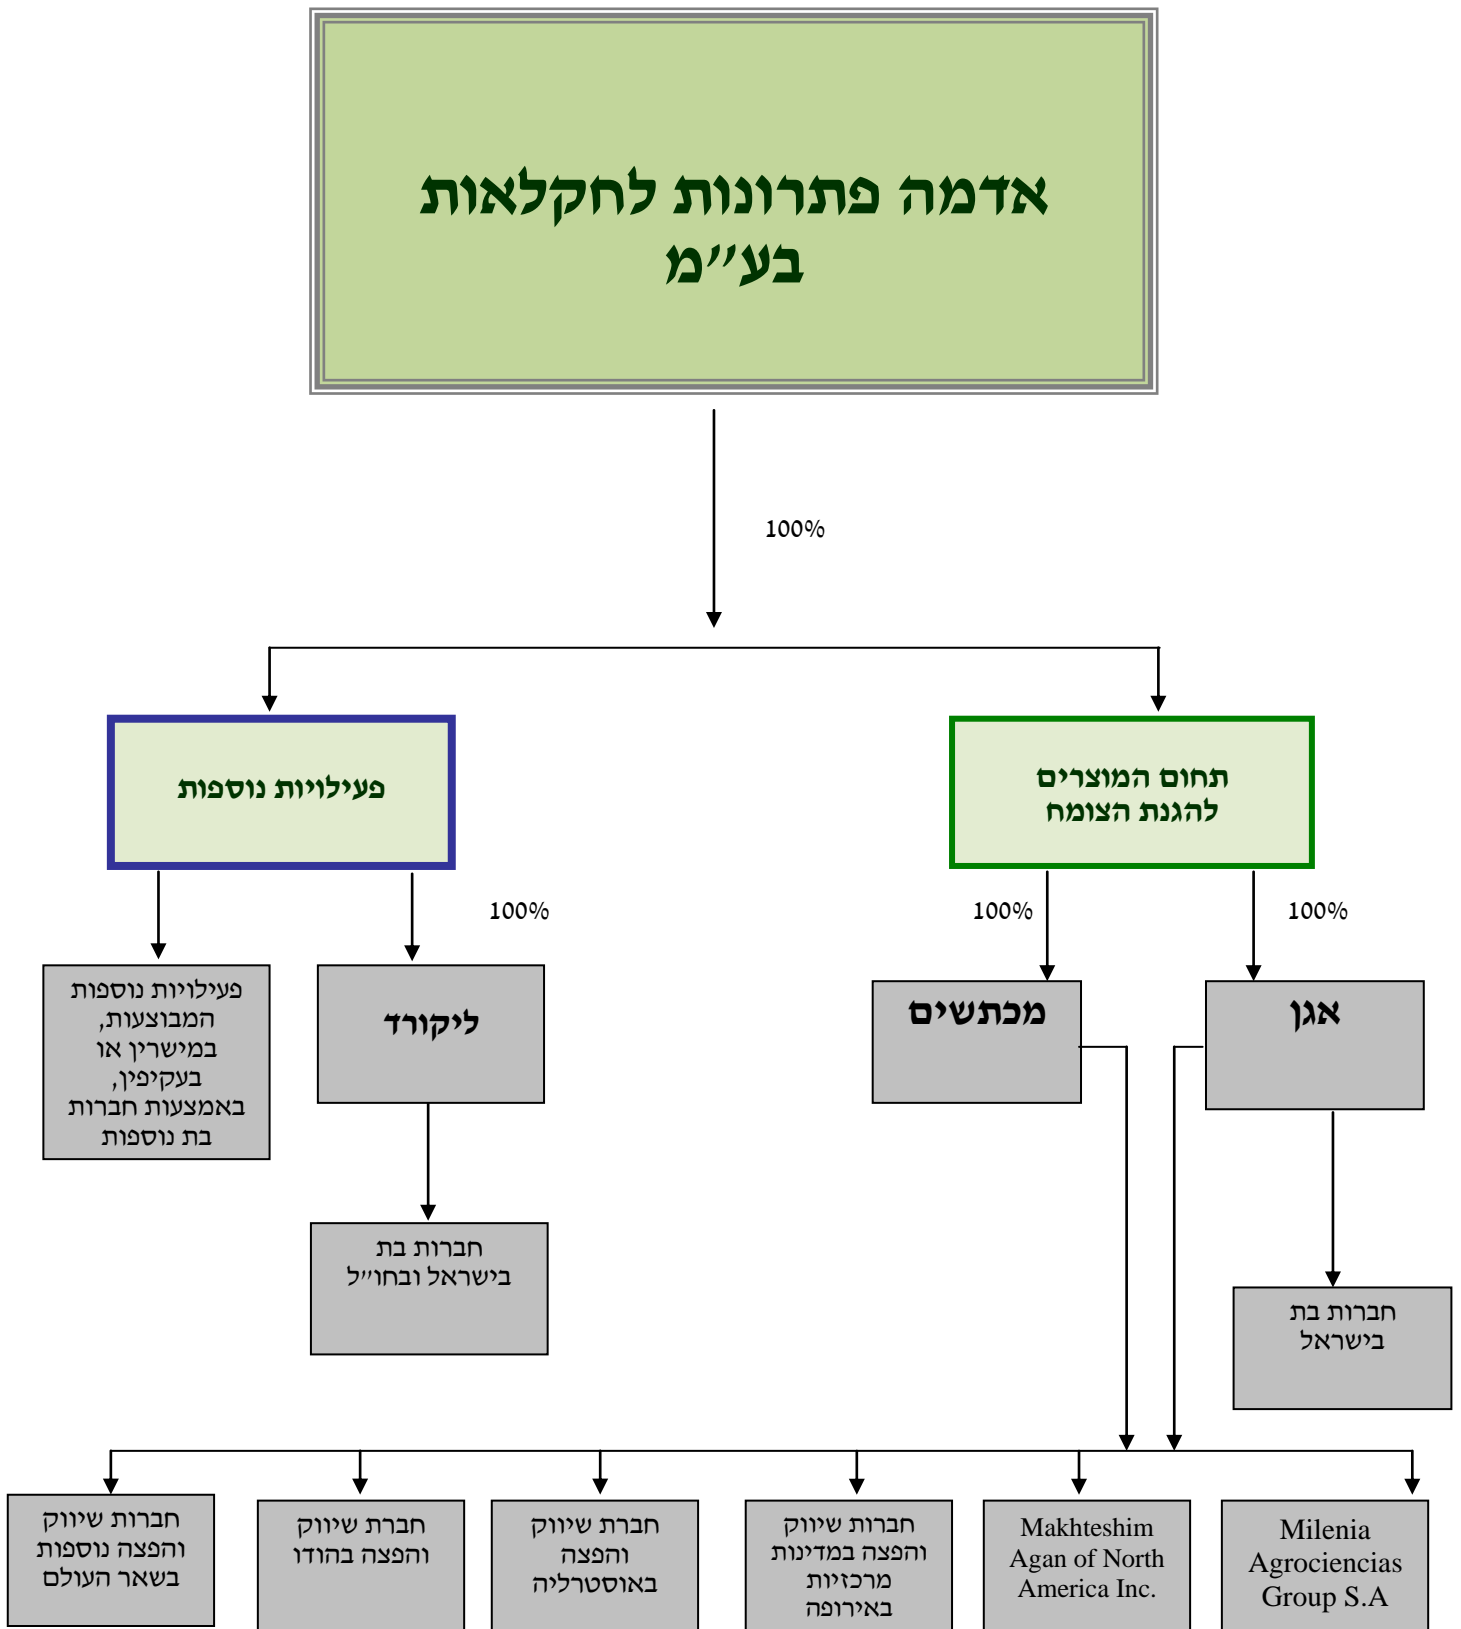 אדמה פתרונות לחקלאות
בע״מ
100%
תחום המוצרים
להגנת הצומח
פעילויות נוספות
100%
100%
100%
אגן
מכתשים
ליקורד
פעילויות נוספות
המבוצעות,
במישרין או
בעקיפין,
באמצעות חברות
בת נוספות
חברות בת
בישראל ובחו״ל
חברות בת
בישראל
Milenia
Agrociencias
Group S.A
Makhteshim
Agan of North
America Inc.
חברות שיווק
והפצה במדינות
מרכזיות
באירופה
חברת שיווק
והפצה
באוסטרליה
חברת שיווק
והפצה בהודו
חברות שיווק
והפצה נוספות
בשאר העולם